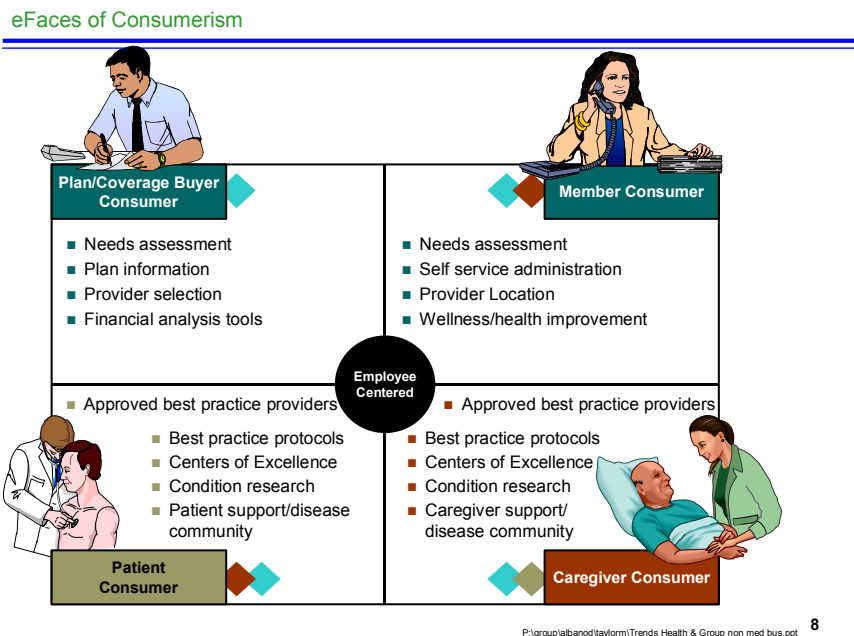 eFaces of Consumerism
Plan/Coverage Buyer
Consumer
Needs assessment
Plan information
Provider selection
Financial analysis tools
Member Consumer
Needs assessment
Self service administration
Provider Location
Wellness/health improvement
Employee
Centered
Approved best practice providers
Best practice protocols
Centers of Excellence
Condition research
Patient support/disease
community
Patient
Consumer
Approved best practice providers
Best practice protocols
Centers of Excellence
Condition research
Caregiver support/
disease community
Caregiver Consumer
P:\group\albanod\taylorm\Trends Health & Group non med bus.ppt
8